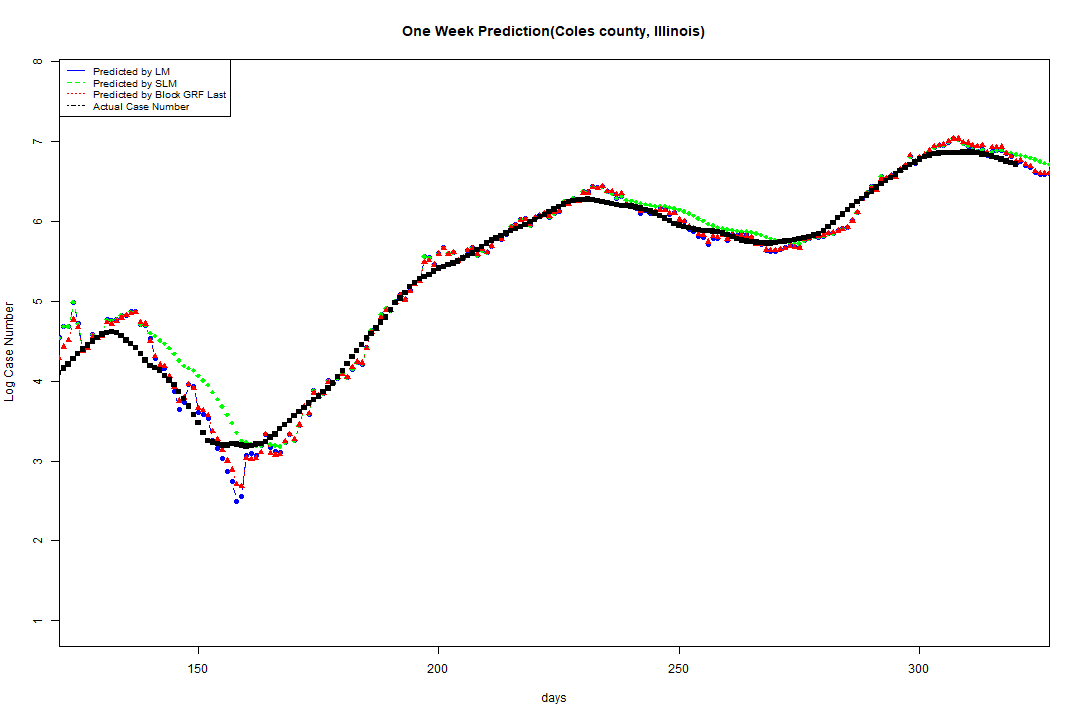 One Week Prediction(Coles county, Illinois)
Predicted by LM
Predicted by SLM
Predicted by Block GRF Last
Actual Case Number
8
7
6
5
4
3
2
1
Log Case Number
150 200 250 300
days